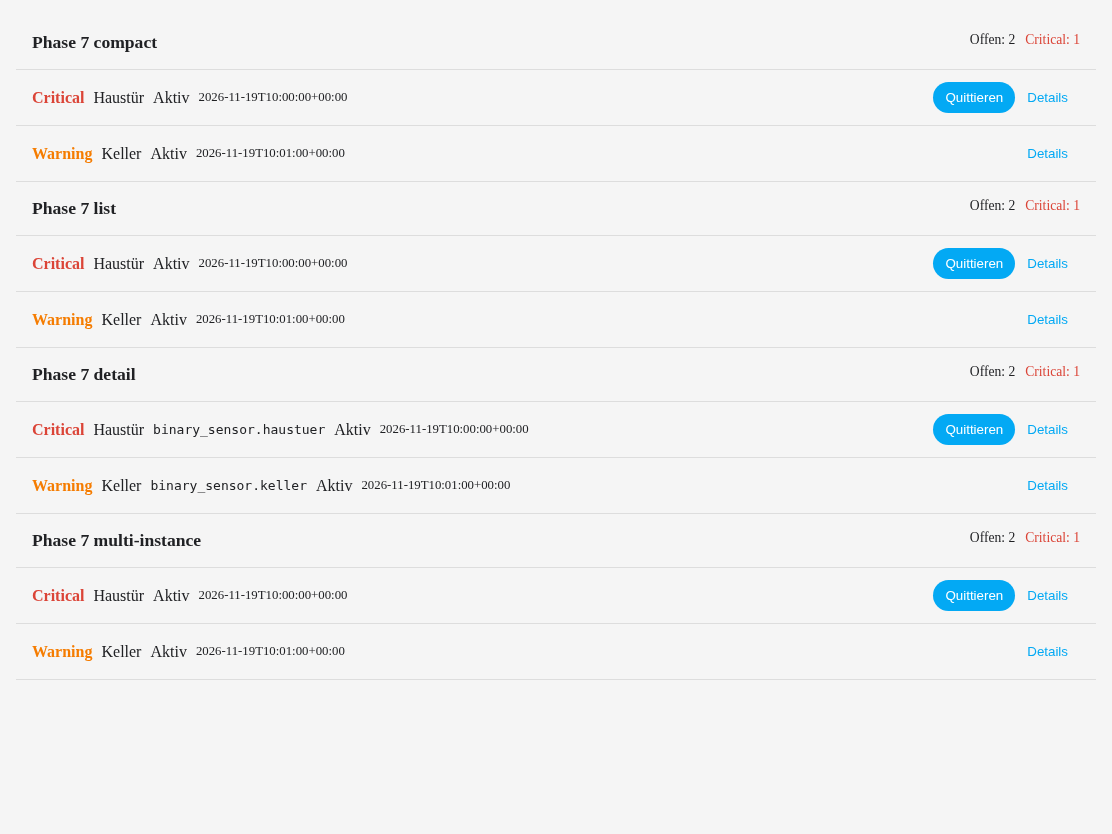 Phase 7 compact Offen: 2 Critical: 1
Critical Haustür Aktiv 2026-11-19T10:00:00+00:00 Quittieren Details
Warning Keller Aktiv 2026-11-19T10:01:00+00:00 Details
Phase 7 list Offen: 2 Critical: 1
Critical Haustür Aktiv 2026-11-19T10:00:00+00:00 Quittieren Details
Warning Keller Aktiv 2026-11-19T10:01:00+00:00 Details
Phase 7 detail Offen: 2 Critical: 1
Critical Haustür binary_sensor.haustuer Aktiv 2026-11-19T10:00:00+00:00 Quittieren Details
Warning Keller binary_sensor.keller Aktiv 2026-11-19T10:01:00+00:00 Details
Phase 7 multi-instance Offen: 2 Critical: 1
Critical Haustür Aktiv 2026-11-19T10:00:00+00:00 Quittieren Details
Warning Keller Aktiv 2026-11-19T10:01:00+00:00 Details